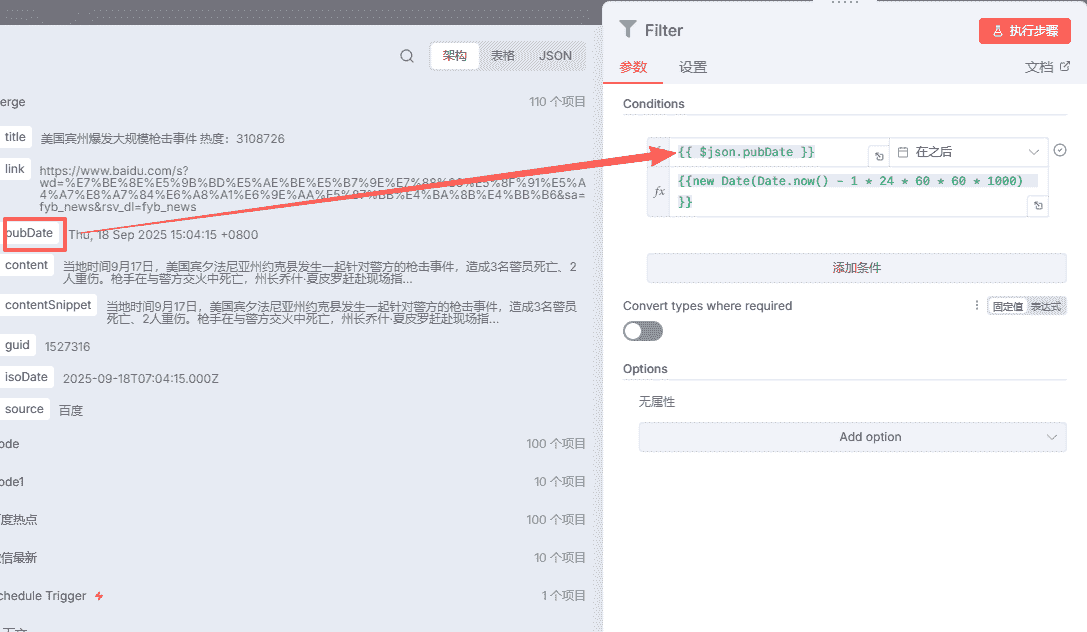 架构
表格
JSON
erge
110 个项目
title
美国宾州爆发大规模枪击事件 热度：3108726
link
https://www.baidu.com/s?
fyb_news&rsv_dl=fyb_news
pubDate
Thu, 18 Sep 2025 15:04:15 +0800
content
当地时间9月17日，美国宾夕法尼亚州约克县发生一起针对警方的枪击事件，造成3名警员死亡、2
人重伤。枪手在与警方交火中死亡，州长乔什·夏皮罗赶赴现场指...
contentSnippet
当地时间9月17日，美国宾夕法尼亚州约克县发生一起针对警方的枪击事件，造成3名警员
死亡、2人重伤。枪手在与警方交火中死亡，州长乔什·夏皮罗赶赴现场指...
guid
1527316
isoDate
2025-09-18T07:04:15.000Z
source
百度
ode
100 个项目
ode1
10 个项目
度热点
100 个项目
信最新
10 个项目
chedule Trigger
1 个项目
Filter
执行步骤
参数
设置
文档
Conditions
{{ $json.pubDate }}
在之后
fx
{{new Date(Date.now() - 1 * 24 * 60 * 60 * 1000)
}}
添加条件
Convert types where required
固定值
表达式
Options
无属性
Add option